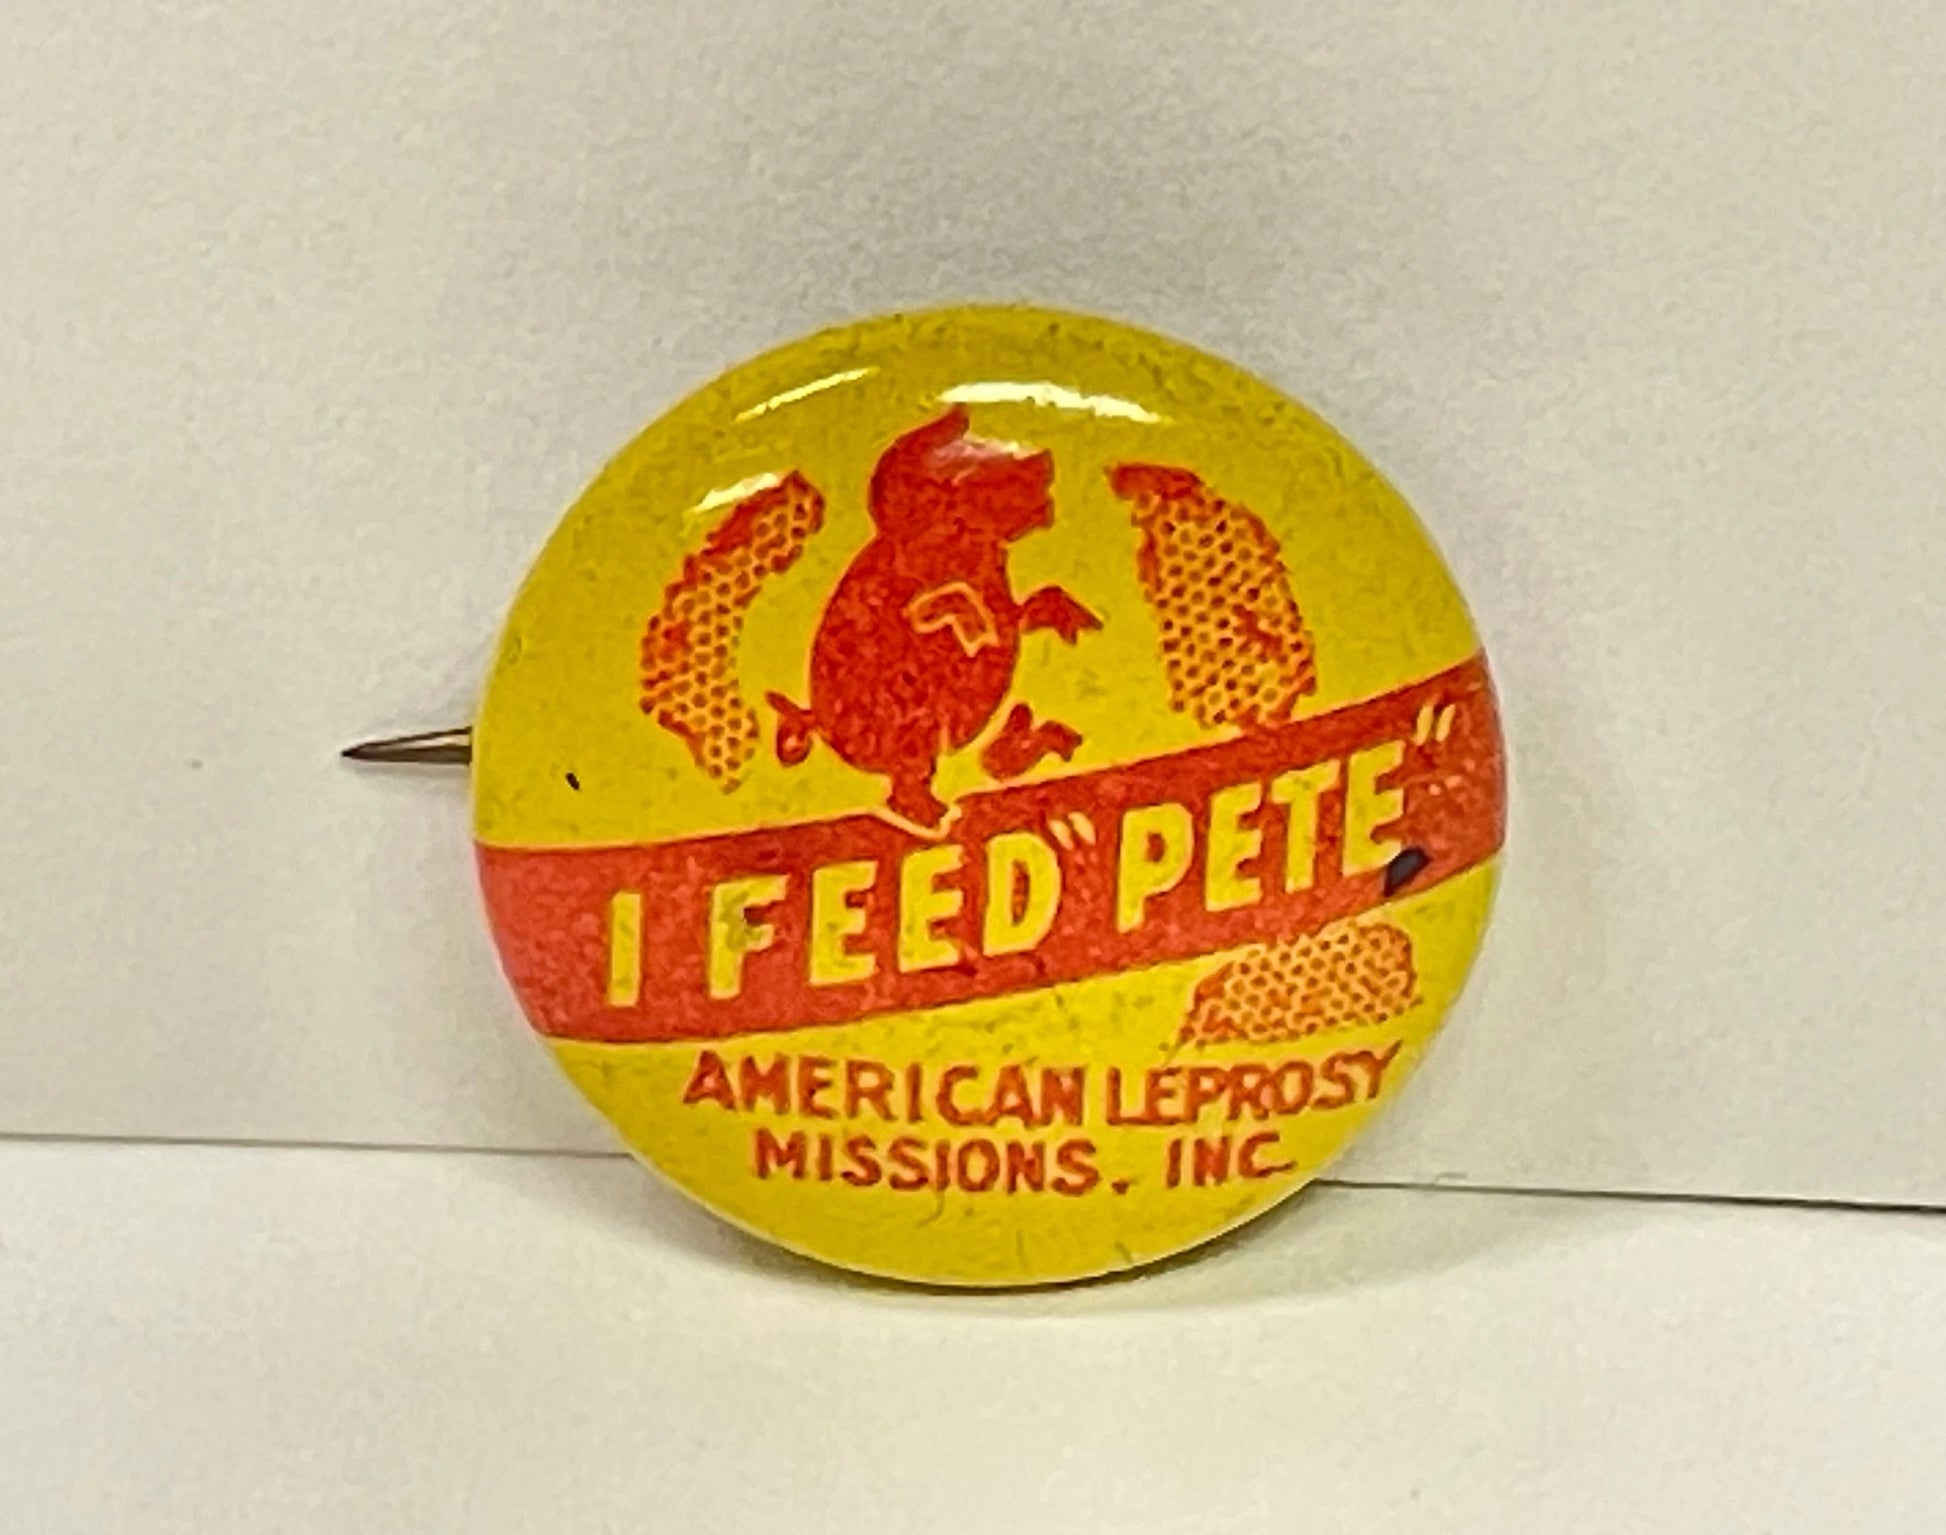 I FEED "PETE"
AMERICAN LEPROSY
MISSIONS, INC.